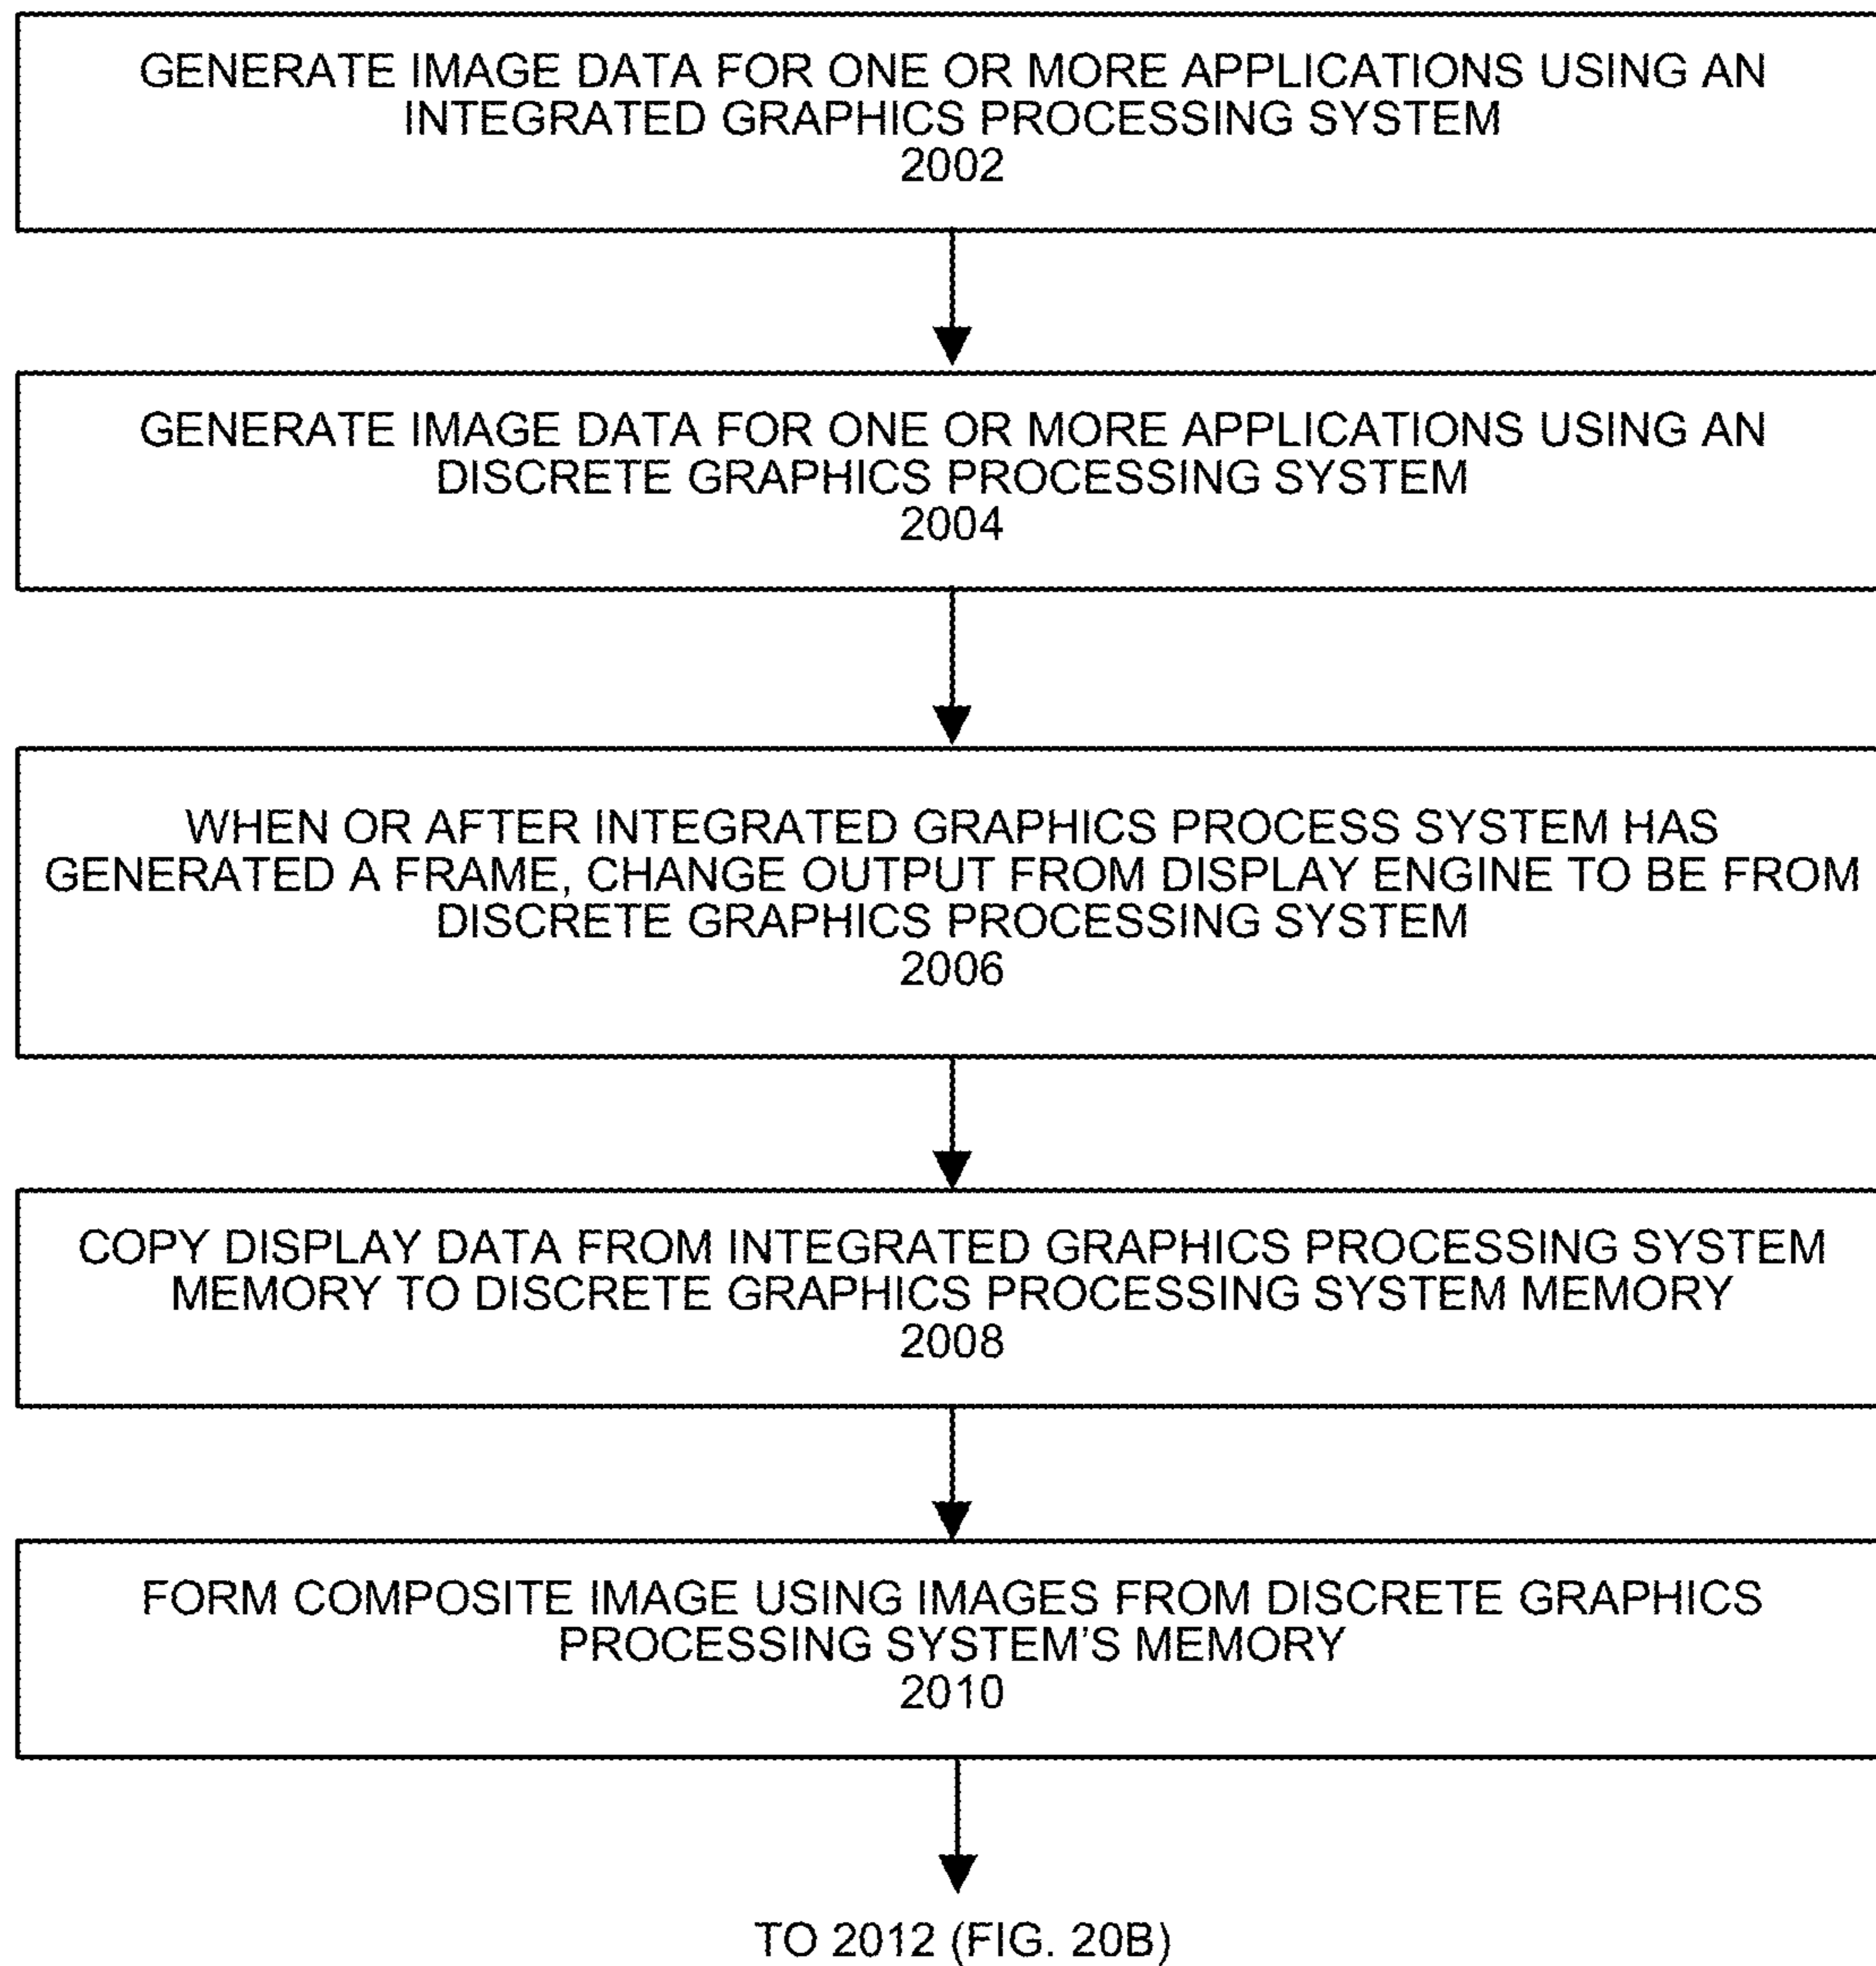 GENERATE IMAGE DATA FOR ONE OR MORE APPLICATIONS USING AN
INTEGRATED GRAPHICS PROCESSING SYSTEM
2002
GENERATE IMAGE DATA FOR ONE OR MORE APPLICATIONS USING AN
DISCRETE GRAPHICS PROCESSING SYSTEM
2004
WHEN OR AFTER INTEGRATED GRAPHICS PROCESS SYSTEM HAS
GENERATED A FRAME, CHANGE OUTPUT FROM DISPLAY ENGINE TO BE FROM
DISCRETE GRAPHICS PROCESSING SYSTEM
2006
COPY DISPLAY DATA FROM INTEGRATED GRAPHICS PROCESSING SYSTEM
MEMORY TO DISCRETE GRAPHICS PROCESSING SYSTEM MEMORY
2008
FORM COMPOSITE IMAGE USING IMAGES FROM DISCRETE GRAPHICS
PROCESSING SYSTEM'S MEMORY
2010
TO 2012 (FIG. 20B)